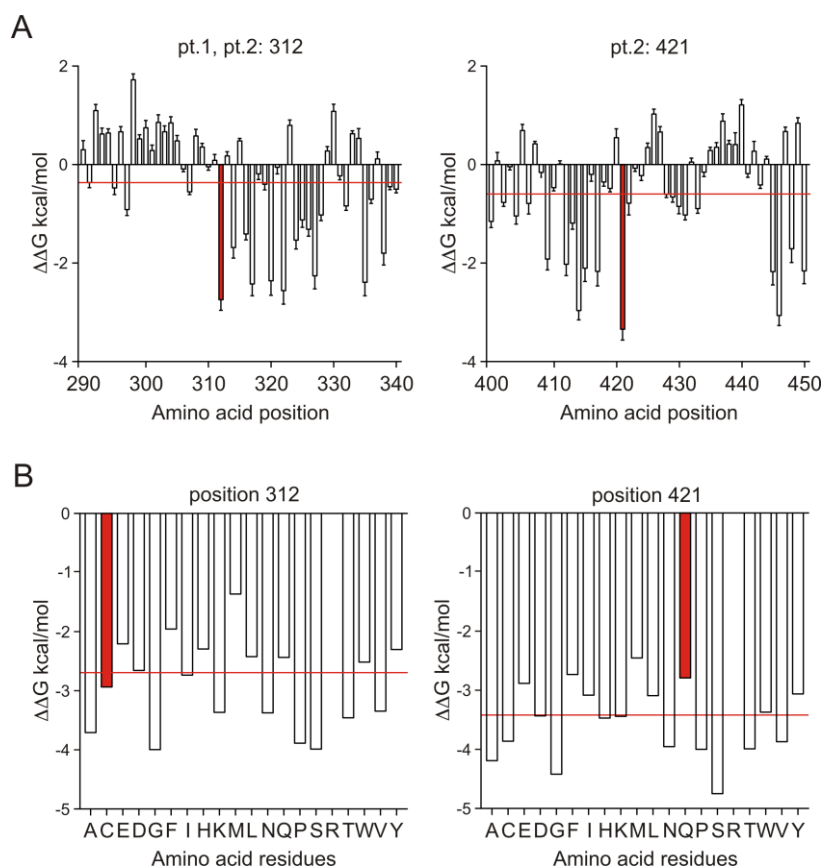 A
pt.1, pt.2: 312
pt.2: 421
2
0
-2
-4
ΔΔG kcal/mol
290 300 310 320 330 340
Amino acid position
2
0
-2
-4
ΔΔG kcal/mol
400 410 420 430 440 450
Amino acid position
B
position 312
position 421
0
-1
-2
-3
-4
-5
ΔΔG kcal/mol
A C E D G F I H K M L N Q P S R T W V Y
Amino acid residues
0
-1
-2
-3
-4
-5
ΔΔG kcal/mol
A C E D G F I H K M L N Q P S R T W V Y
Amino acid residues